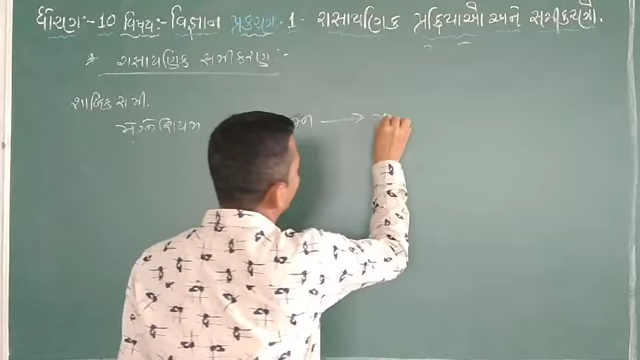 ધોરણ:-10 વિષય:- વિજ્ઞાન પ્રકરણ:-1- રાસાયણિક પ્રક્રિયાઓ અને સમીકરણો.
* રાસાયણિક સમીકરણ:-
શાબ્દિક સમી.
મેગ્નેશિયમ →